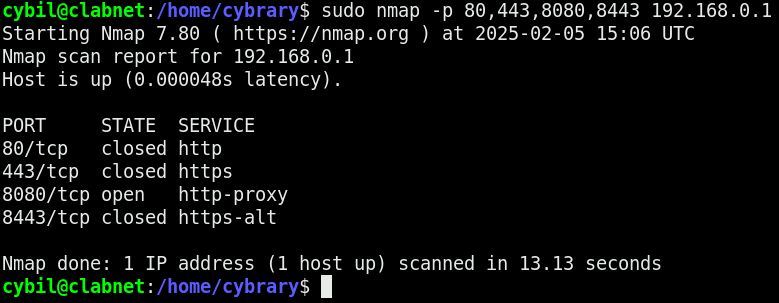 cybil@clabnet:/home/cybrary$ sudo nmap -p 80,443,8080,8443 192.168.0.1
Starting Nmap 7.80 ( https://nmap.org ) at 2025-02-05 15:06 UTC
Nmap scan report for 192.168.0.1
Host is up (0.000048s latency).

PORT     STATE  SERVICE
80/tcp   closed http
443/tcp  closed https
8080/tcp open   http-proxy
8443/tcp closed https-alt

Nmap done: 1 IP address (1 host up) scanned in 13.13 seconds
cybil@clabnet:/home/cybrary$